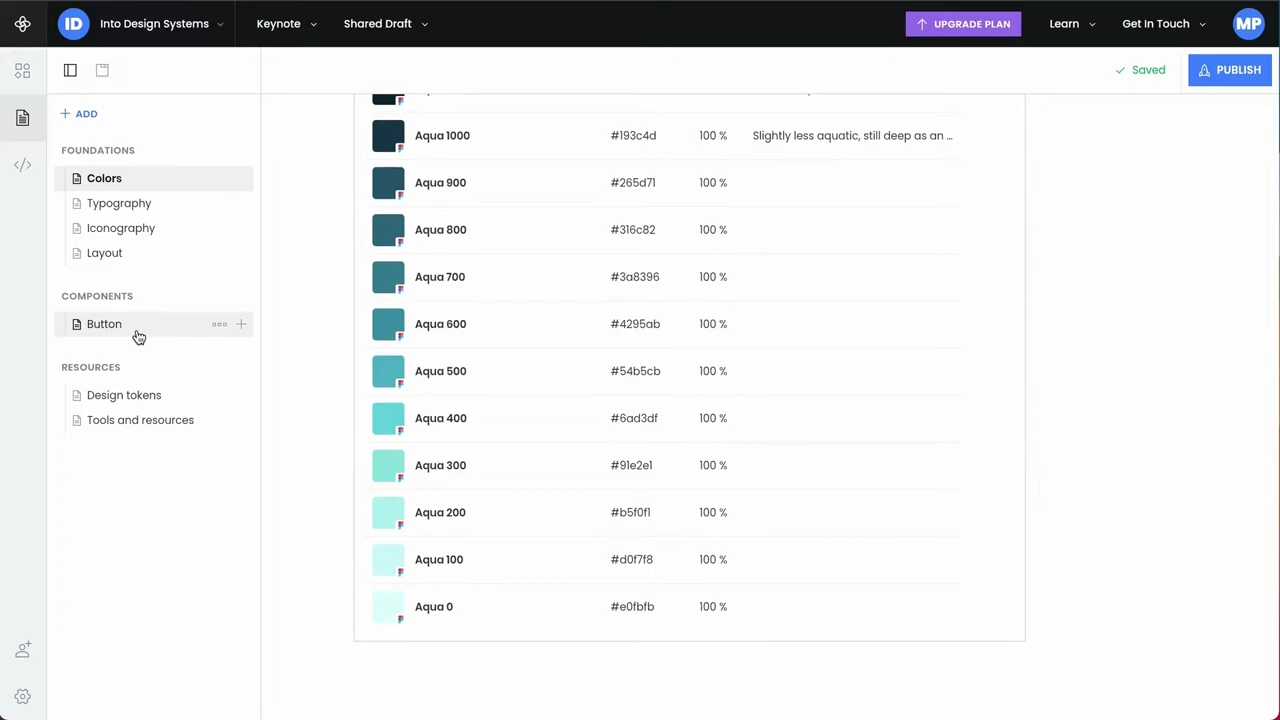 ID Into Design Systems Keynote Shared Draft UPGRADE PLAN Learn Get In Touch MP
Saved PUBLISH
ADD
FOUNDATIONS
Colors
Typography
Iconography
Layout
COMPONENTS
Button
RESOURCES
Design tokens
Tools and resources
Aqua 1000 #193c4d 100 % Slightly less aquatic, still deep as an ...
Aqua 900 #265d71 100 %
Aqua 800 #316c82 100 %
Aqua 700 #3a8396 100 %
Aqua 600 #4295ab 100 %
Aqua 500 #54b5cb 100 %
Aqua 400 #6ad3df 100 %
Aqua 300 #91e2e1 100 %
Aqua 200 #b5f0f1 100 %
Aqua 100 #d0f7f8 100 %
Aqua 0 #e0fbfb 100 %